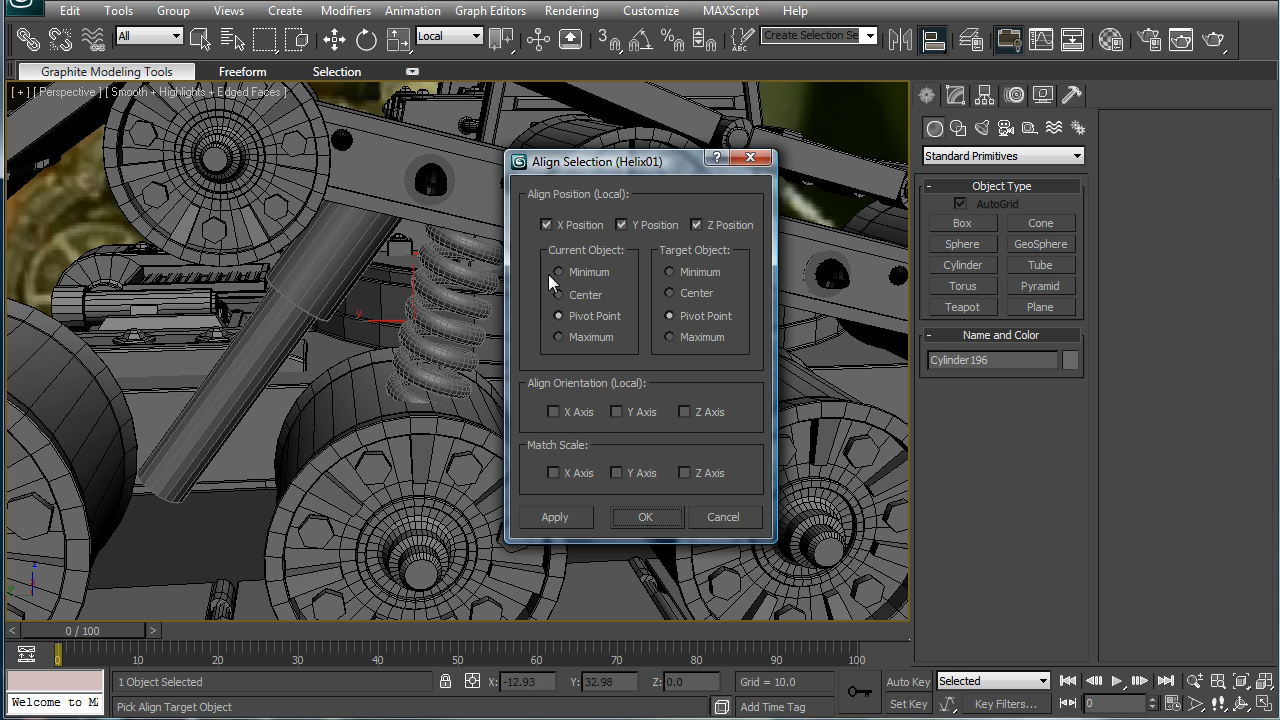 Edit Tools Group Views Create Modifiers Animation Graph Editors Rendering Customize MAXScript Help
All Local 3 Create Selection Se
Graphite Modeling Tools Freeform Selection
[ + ] [ Perspective ] [ Smooth + Highlights + Edged Faces ]
Standard Primitives
Object Type
AutoGrid
Box Cone
Sphere GeoSphere
Cylinder Tube
Torus Pyramid
Teapot Plane
Name and Color
Cylinder196
Align Selection (Helix01)
Align Position (Local):
X Position Y Position Z Position
Current Object: Target Object:
Minimum Minimum
Center Center
Pivot Point Pivot Point
Maximum Maximum
Align Orientation (Local):
X Axis Y Axis Z Axis
Match Scale:
X Axis Y Axis Z Axis
Apply OK Cancel
y
z
< 0 / 100 >
0 10 20 30 40 50 60 70 80 90 100
1 Object Selected X: -12.93 Y: 32.98 Z: 0.0 Grid = 10.0 Auto Key Selected
Welcome to M Pick Align Target Object Add Time Tag Set Key Key Filters... 0